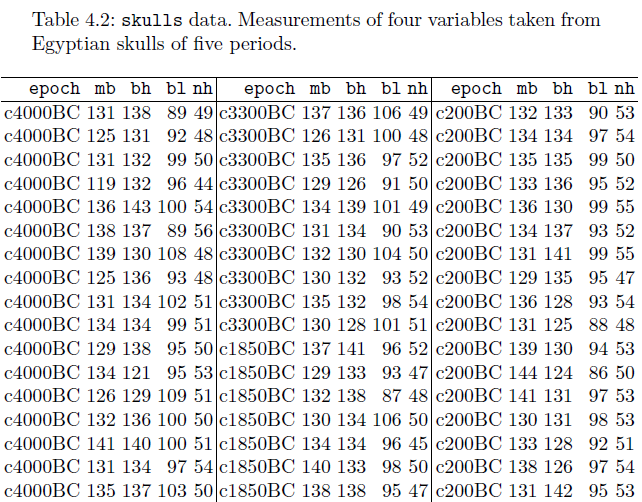 Table 4.2: skulls data. Measurements of four variables taken from
Egyptian skulls of five periods.
epoch mb bh bl nh epoch mb bh bl nh epoch mb bh bl nh
c4000BC 131 138 89 49 c3300BC 137 136 106 49 c200BC 132 133 90 53
c4000BC 125 131 92 48 c3300BC 126 131 100 48 c200BC 134 134 97 54
c4000BC 131 132 99 50 c3300BC 135 136 97 52 c200BC 135 135 99 50
c4000BC 119 132 96 44 c3300BC 129 126 91 50 c200BC 133 136 95 52
c4000BC 136 143 100 54 c3300BC 134 139 101 49 c200BC 136 130 99 55
c4000BC 138 137 89 56 c3300BC 131 134 90 53 c200BC 134 137 93 52
c4000BC 139 130 108 48 c3300BC 132 130 104 50 c200BC 131 141 99 55
c4000BC 125 136 93 48 c3300BC 130 132 93 52 c200BC 129 135 95 47
c4000BC 131 134 102 51 c3300BC 135 132 98 54 c200BC 136 128 93 54
c4000BC 134 134 99 51 c3300BC 130 128 101 51 c200BC 131 125 88 48
c4000BC 129 138 95 50 c1850BC 137 141 96 52 c200BC 139 130 94 53
c4000BC 134 121 95 53 c1850BC 129 133 93 47 c200BC 144 124 86 50
c4000BC 126 129 109 51 c1850BC 132 138 87 48 c200BC 141 131 97 53
c4000BC 132 136 100 50 c1850BC 130 134 106 50 c200BC 130 131 98 53
c4000BC 141 140 100 51 c1850BC 134 134 96 45 c200BC 133 128 92 51
c4000BC 131 134 97 54 c1850BC 140 133 98 50 c200BC 138 126 97 54
c4000BC 135 137 103 50 c1850BC 138 138 95 47 c200BC 131 142 95 53